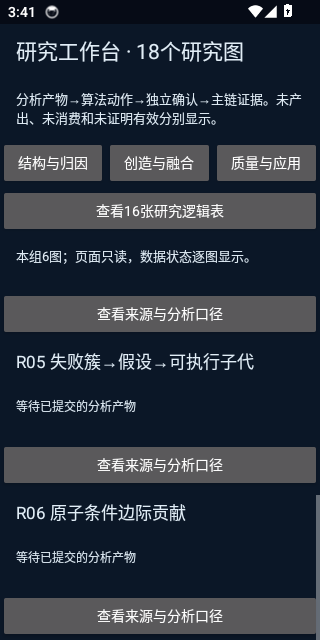 3:41
研究工作台 · 18个研究图
分析产物→算法动作→独立确认→主链证据。未产
出、未消费和未证明有效分别显示。
结构与归因
创造与融合
质量与应用
查看16张研究逻辑表
本组6图；页面只读，数据状态逐图显示。
查看来源与分析口径
R05 失败簇→假设→可执行子代
等待已提交的分析产物
查看来源与分析口径
R06 原子条件边际贡献
等待已提交的分析产物
查看来源与分析口径